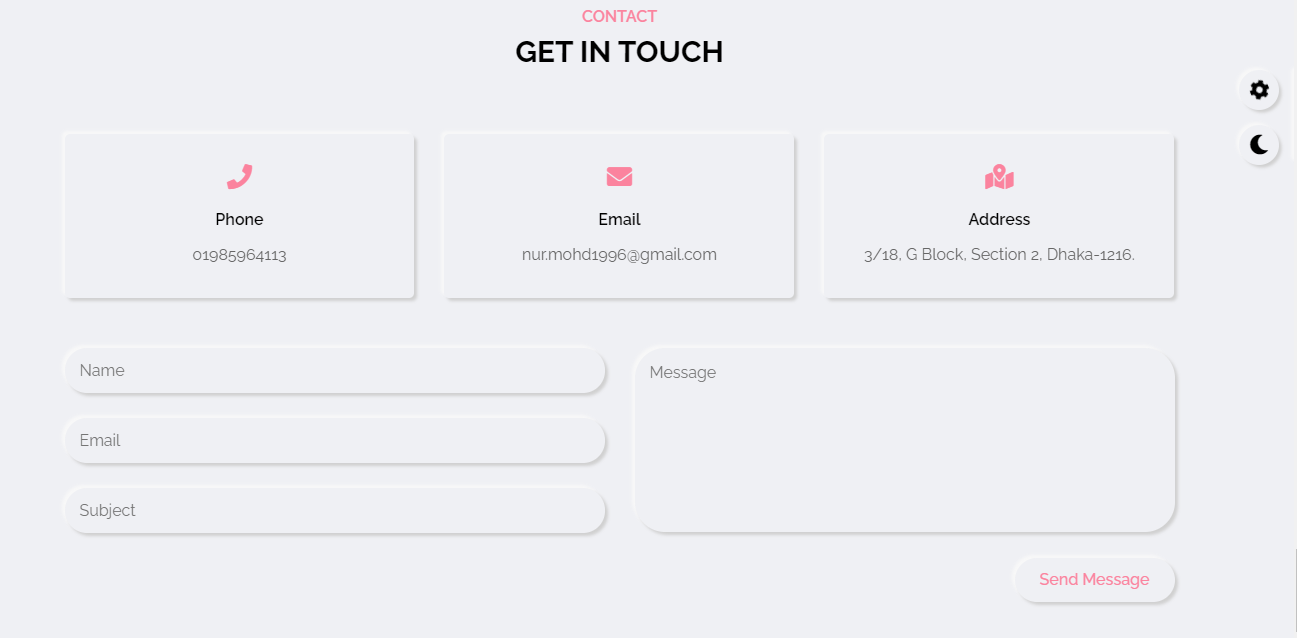 CONTACT
GET IN TOUCH
Phone
01985964113
Email
nur.mohd1996@gmail.com
Address
3/18, G Block, Section 2, Dhaka-1216.
Name
Email
Subject
Message
Send Message